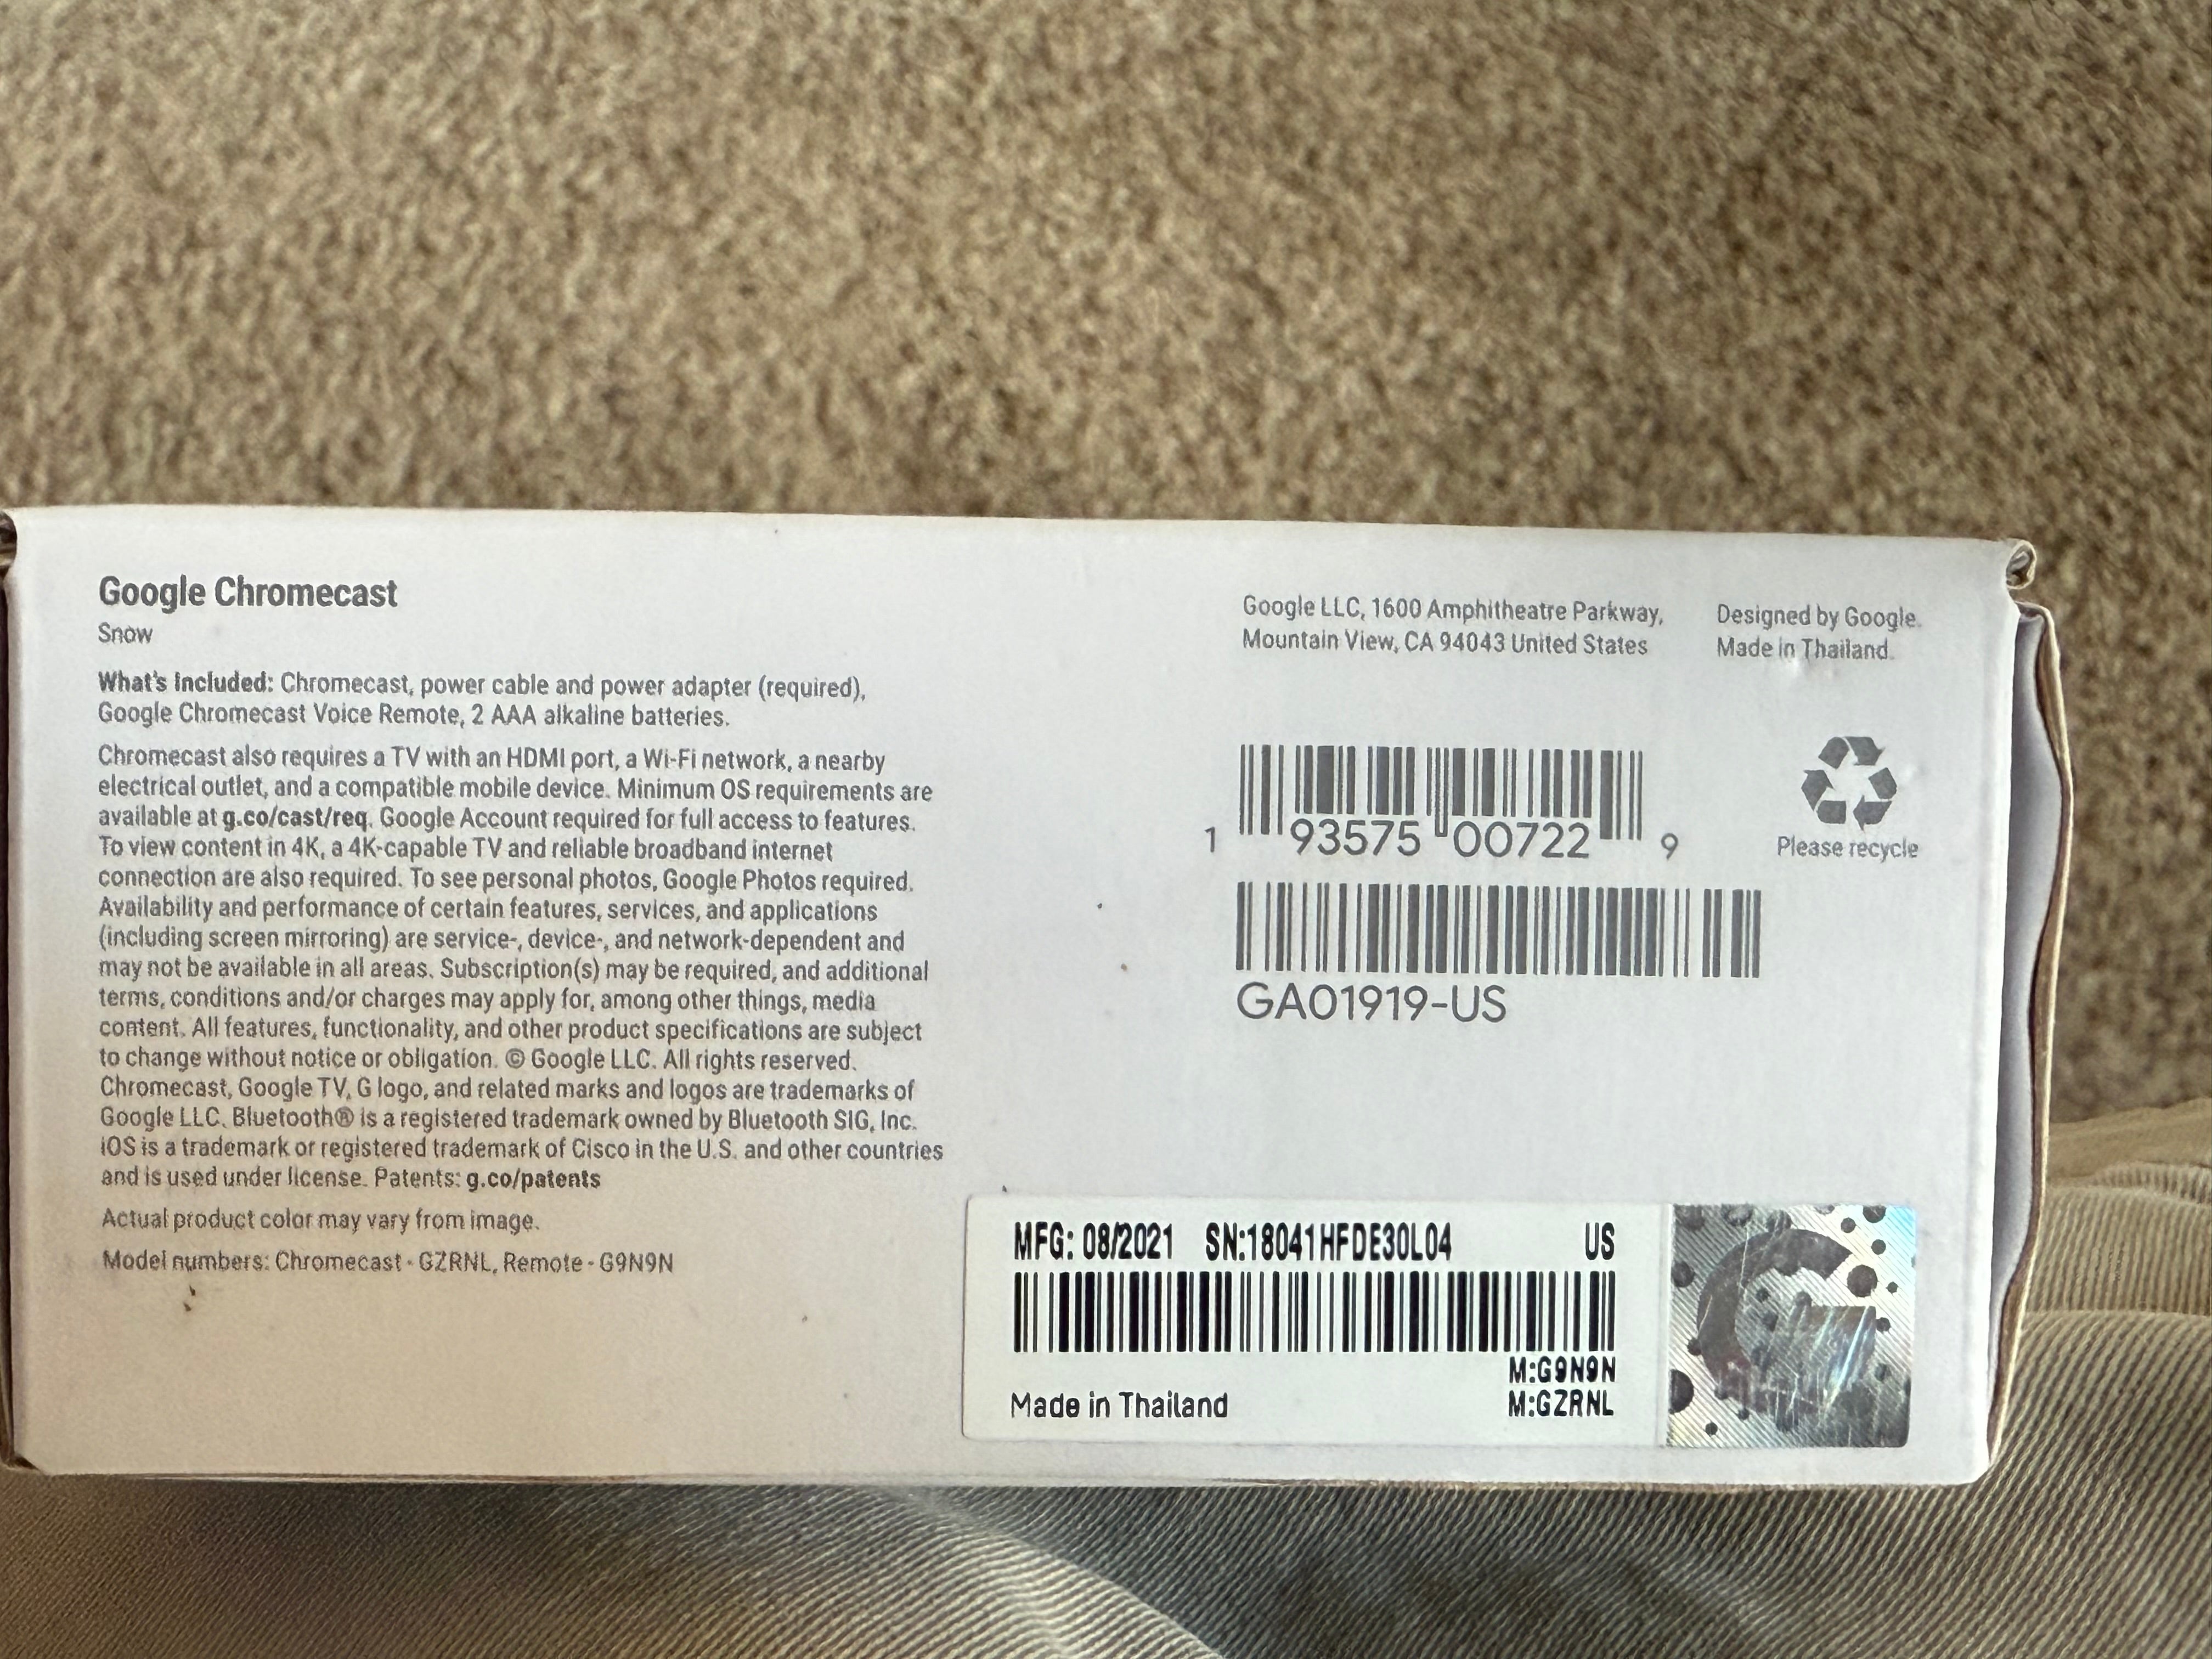 Google Chromecast
Snow
What's included: Chromecast, power cable and power adapter (required),
Google Chromecast Voice Remote, 2 AAA alkaline batteries.
Chromecast also requires a TV with an HDMI port, a Wi-Fi network, a nearby
electrical outlet, and a compatible mobile device. Minimum OS requirements are
available at g.co/cast/req. Google Account required for full access to features.
To view content in 4K, a 4K-capable TV and reliable broadband internet
connection are also required. To see personal photos, Google Photos required.
Availability and performance of certain features, services, and applications
(including screen mirroring) are service-, device-, and network-dependent and
may not be available in all areas. Subscription(s) may be required, and additional
terms, conditions and/or charges may apply for, among other things, media
content. All features, functionality, and other product specifications are subject
to change without notice or obligation. © Google LLC. All rights reserved.
Chromecast, Google TV, G logo, and related marks and logos are trademarks of
Google LLC. Bluetooth® is a registered trademark owned by Bluetooth SIG, Inc.
iOS is a trademark or registered trademark of Cisco in the U.S. and other countries
and is used under license. Patents: g.co/patents
Actual product color may vary from image.
Model numbers: Chromecast - GZRNL, Remote - G9N9N
Google LLC, 1600 Amphitheatre Parkway,
Mountain View, CA 94043 United States
Designed by Google.
Made in Thailand.
1 93575 00722 9
Please recycle
GA01919-US
MFG: 08/2021 SN:18041HFDE30L04 US
M:G9N9N
Made in Thailand M:GZRNL
G